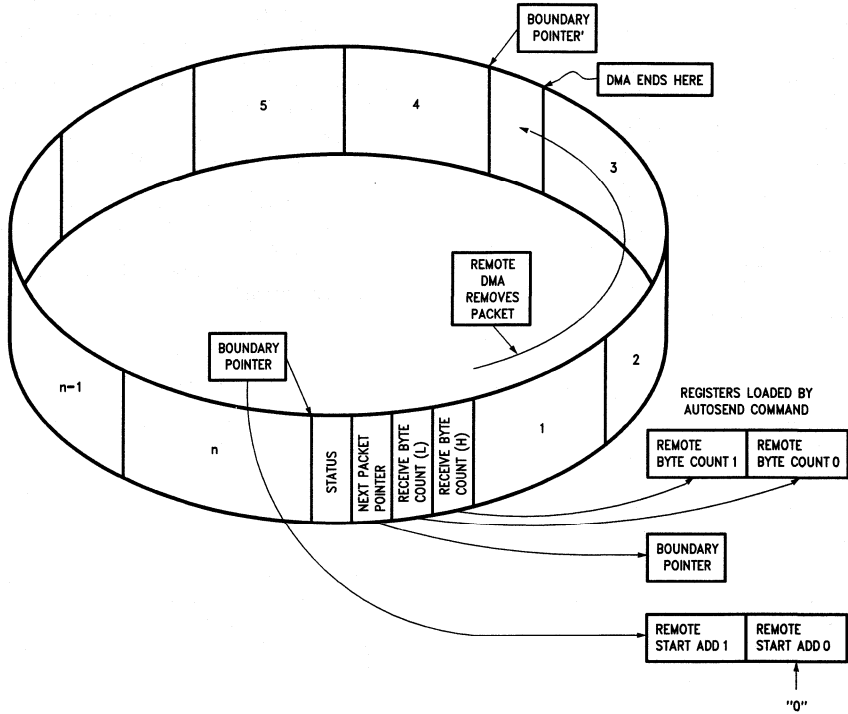 BOUNDARY
POINTER'
DMA ENDS HERE
5
4
3
REMOTE
DMA
REMOVES
PACKET
BOUNDARY
POINTER
2
n-1
n
STATUS
NEXT PACKET
POINTER
RECEIVE BYTE
COUNT (L)
RECEIVE BYTE
COUNT (H)
1
REGISTERS LOADED BY
AUTOSEND COMMAND
REMOTE
BYTE COUNT 1
REMOTE
BYTE COUNT 0
BOUNDARY
POINTER
REMOTE
START ADD 1
REMOTE
START ADD 0
"0"